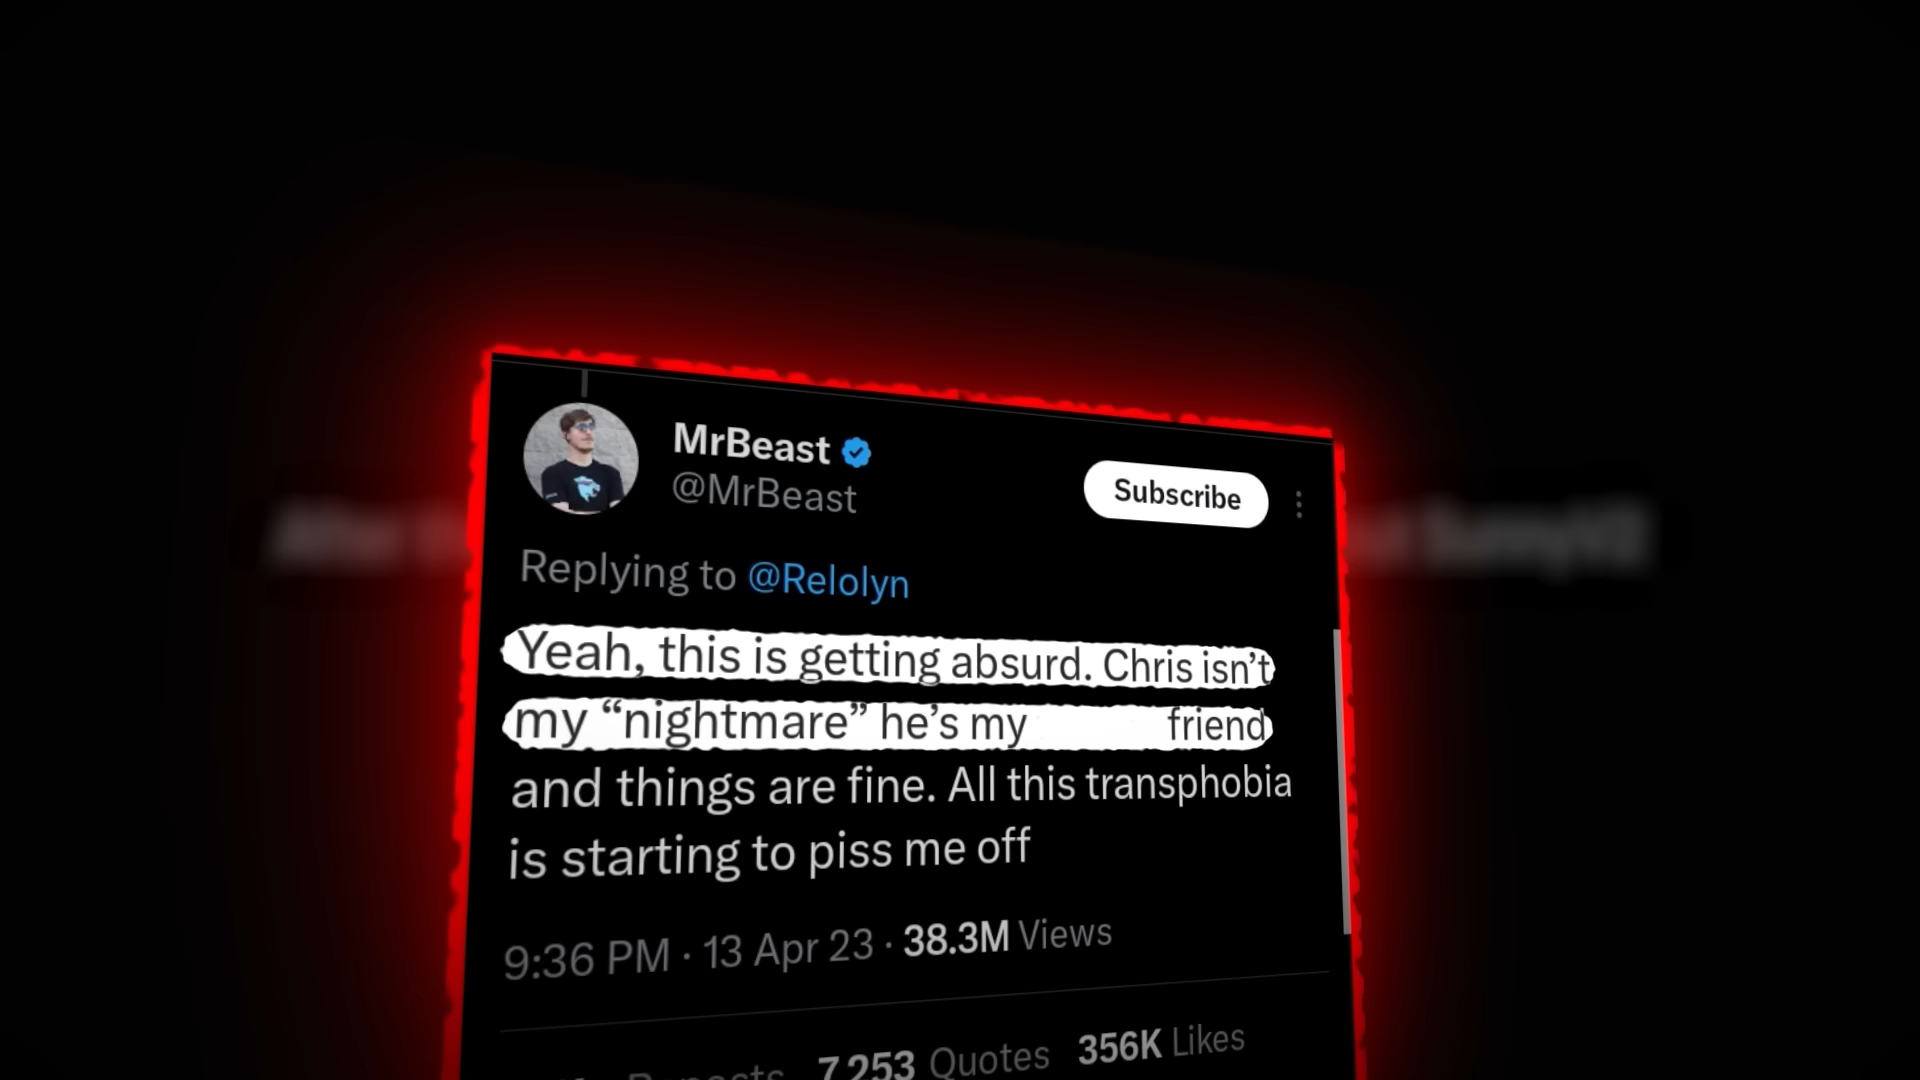 MrBeast
@MrBeast
Subscribe
Replying to @Relolyn
Yeah, this is getting absurd. Chris isn’t
my “nightmare” he’s my friend
and things are fine. All this transphobia
is starting to piss me off
9:36 PM · 13 Apr 23 · 38.3M Views
7,253 Quotes 356K Likes